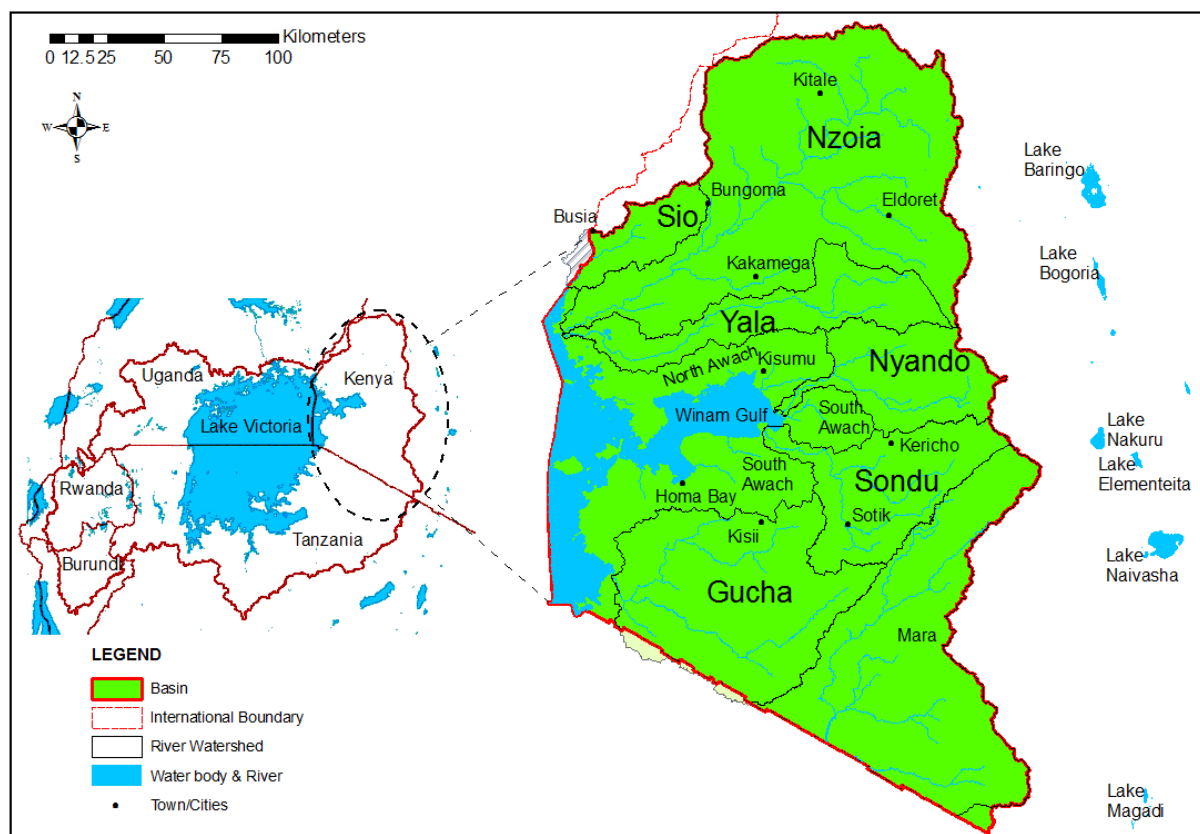 Kilometers
0 12.5 25 50 75 100
N
W E
S
Kitale
Nzoia
Lake
Baringo
Bungoma
Eldoret
Sio
Busia
Lake
Bogoria
Kakamega
Yala
North Awach
Kisumu
Nyando
Uganda
Kenya
Lake Victoria
Winam Gulf
South
Awach
Kericho
Lake
Nakuru
Lake
Elementeita
Rwanda
South
Awach
Sondu
Homa Bay
Sotik
Kisii
Tanzania
Burundi
Lake
Naivasha
Gucha
Mara
LEGEND
Basin
International Boundary
River Watershed
Water body & River
Town/Cities
Lake
Magadi